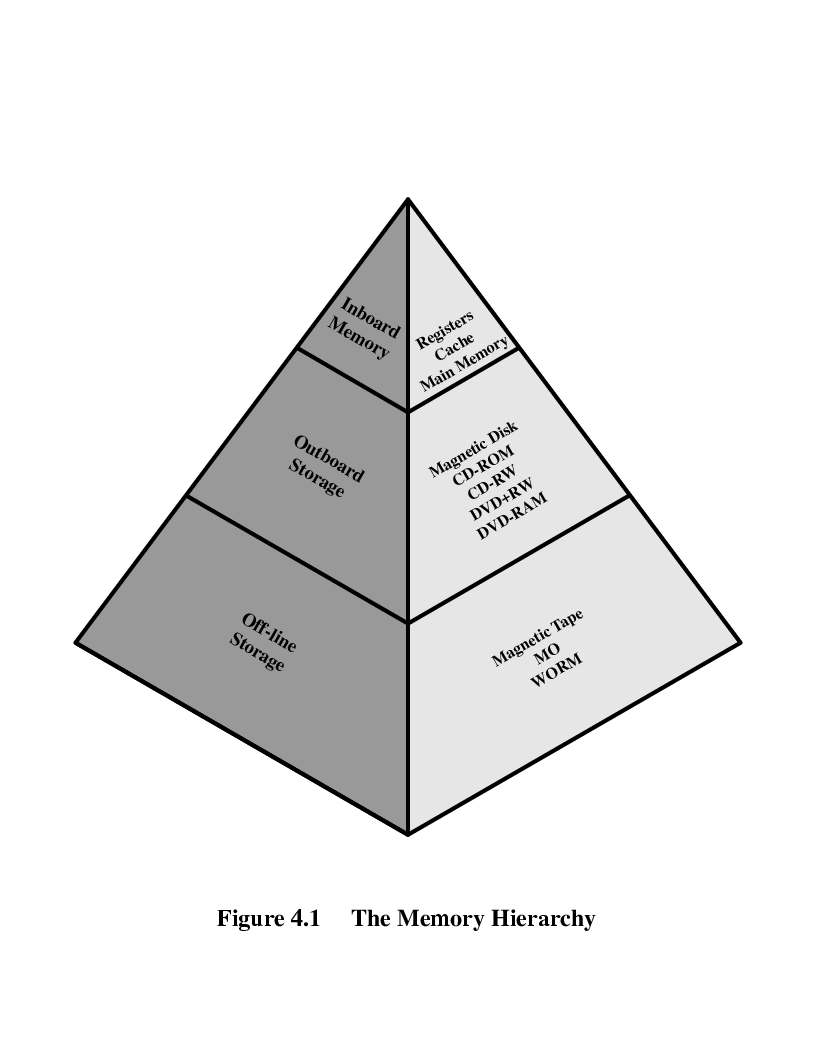 Inboard
Memory
Registers
Cache
Main Memory
Outboard
Storage
Magnetic Disk
CD-ROM
CD-RW
DVD+RW
DVD-RAM
Off-line
Storage
Magnetic Tape
MO
WORM
Figure 4.1 The Memory Hierarchy